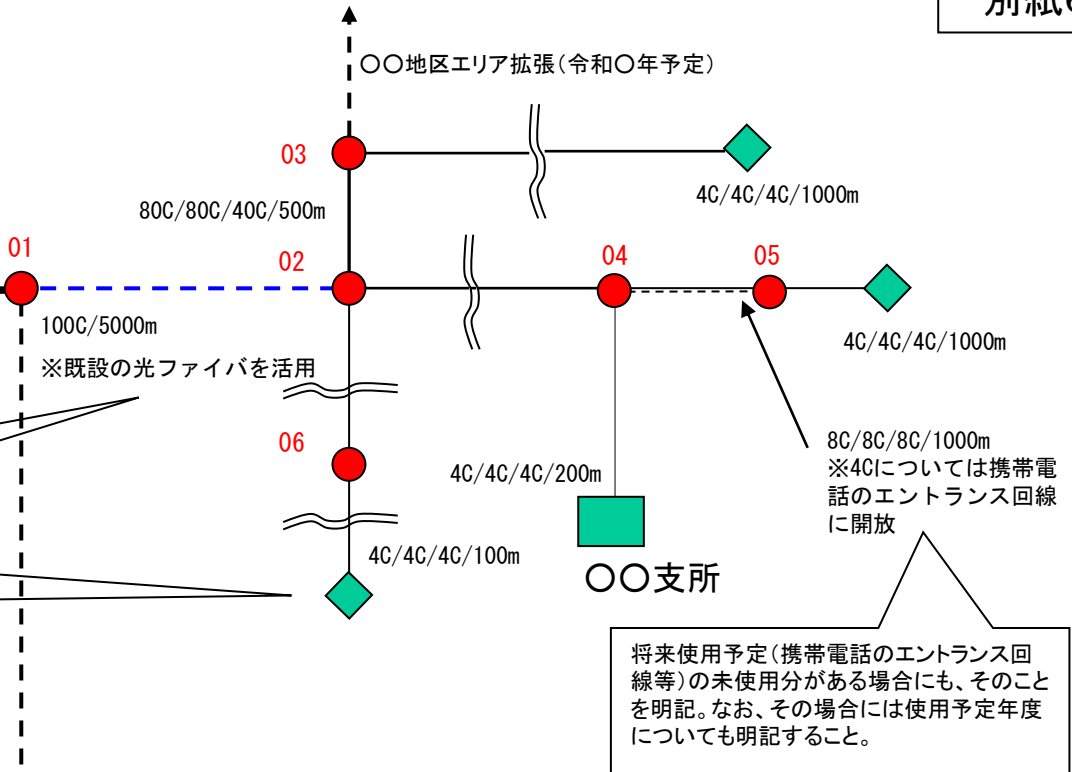 別紙6
〇〇地区エリア拡張(令和〇年予定)
03
4C/4C/4C/1000m
80C/80C/40C/500m
01
02
04
05
100C/5000m
※既設の光ファイバを活用
4C/4C/4C/1000m
06
4C/4C/4C/200m
8C/8C/8C/1000m
※4Cについては携帯電
話のエントランス回線
に開放
4C/4C/4C/100m
〇〇支所
将来使用予定(携帯電話のエントランス回
線等)の未使用分がある場合にも、そのこと
を明記。なお、その場合には使用予定年度
についても明記すること。